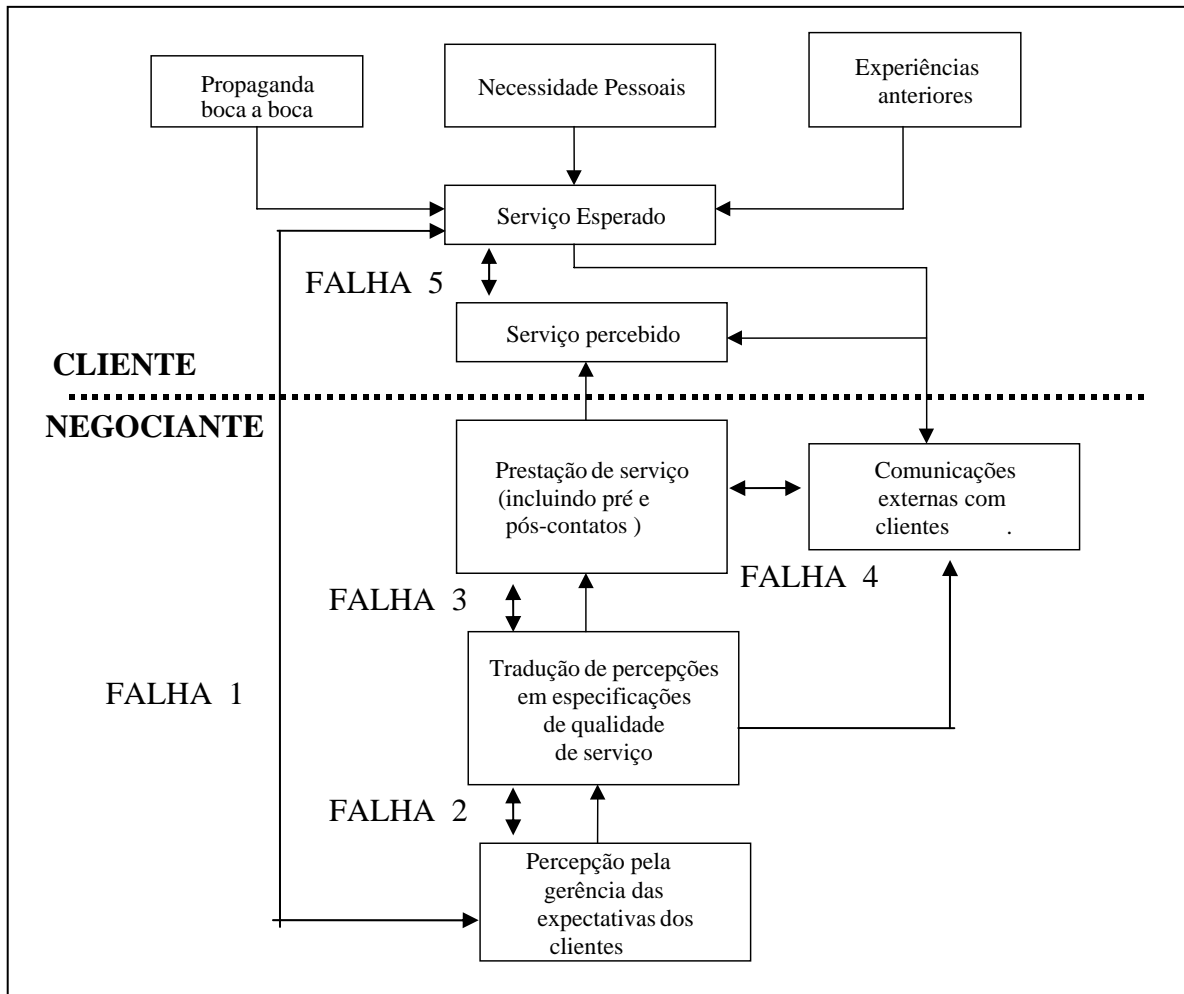 Propaganda
boca a boca
Necessidade Pessoais
Experiências
anteriores
Serviço Esperado
FALHA 5
Serviço percebido
CLIENTE
NEGOCIANTE
Prestação de serviço
(incluindo pré e
pós-contatos )
Comunicações
externas com
clientes .
FALHA 4
FALHA 3
Tradução de percepções
em especificações
de qualidade
de serviço
FALHA 1
FALHA 2
Percepção pela
gerência das
expectativas dos
clientes